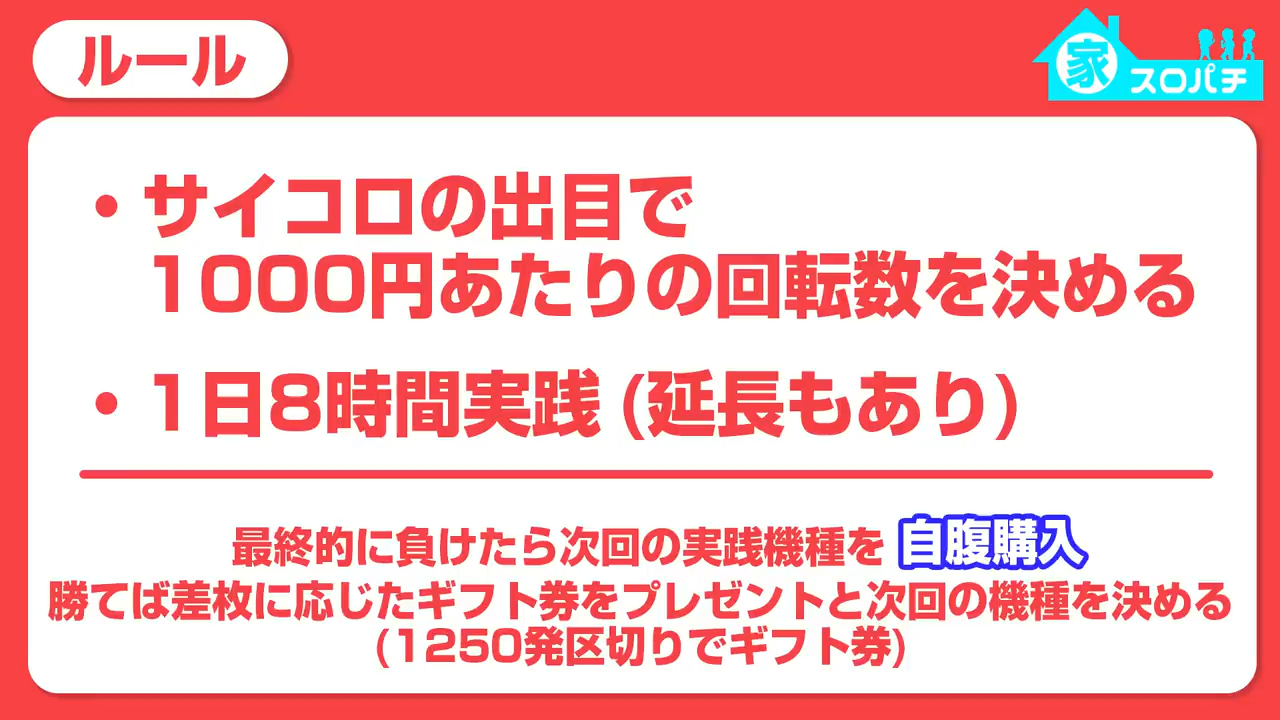 ルール
家
スロパチ
・サイコロの出目で
1000円あたりの回転数を決める
・1日8時間実践(延長もあり)
最終的に負けたら次回の実践機種を 自腹購入
勝てば差枚に応じたギフト券をプレゼントと次回の機種を決める
(1250発区切りでギフト券)